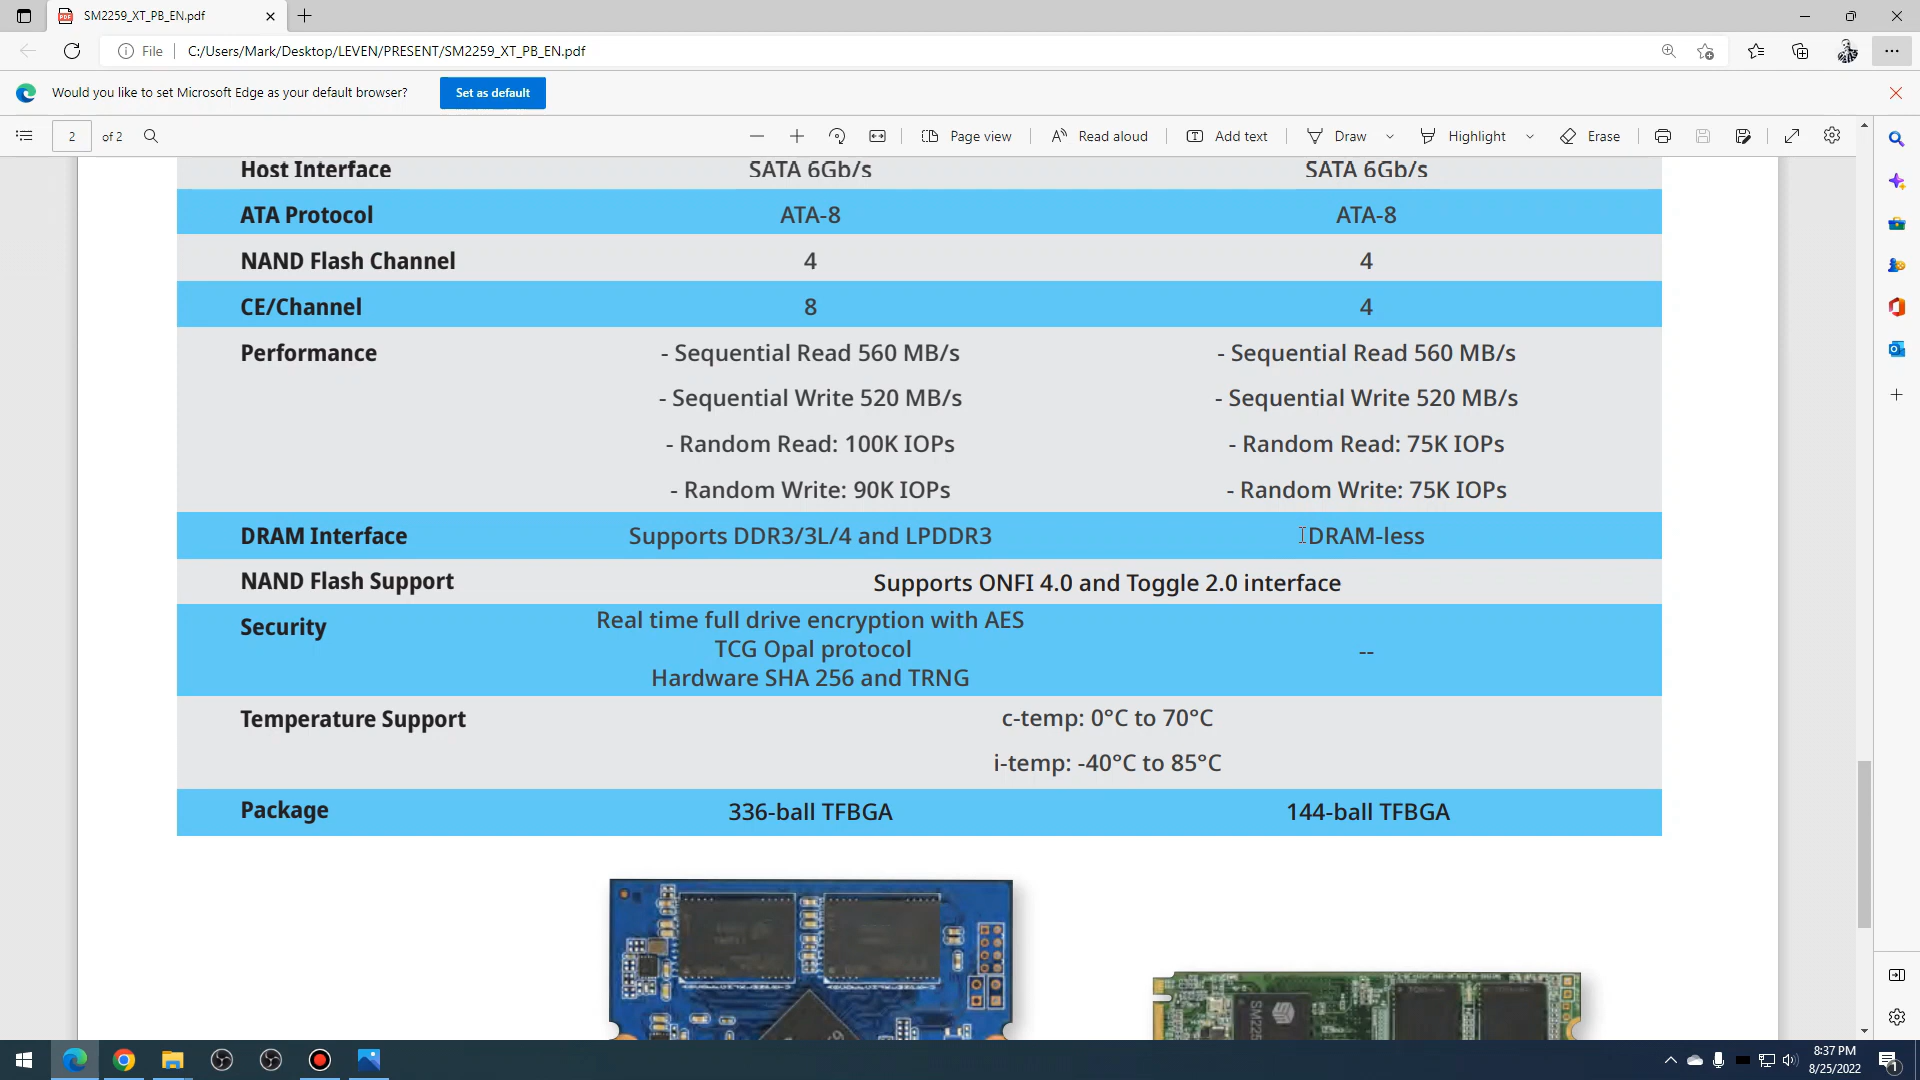 SM2259_XT_PB_EN.pdf
File
C:/Users/Mark/Desktop/LEVEN/PRESENT/SM2259_XT_PB_EN.pdf
Would you like to set Microsoft Edge as your default browser? Set as default
2 of 2 Page view Read aloud Add text Draw Highlight Erase
Host Interface SATA 6Gb/s SATA 6Gb/s
ATA Protocol ATA-8 ATA-8
NAND Flash Channel 4 4
CE/Channel 8 4
Performance - Sequential Read 560 MB/s - Sequential Read 560 MB/s
- Sequential Write 520 MB/s - Sequential Write 520 MB/s
- Random Read: 100K IOPs - Random Read: 75K IOPs
- Random Write: 90K IOPs - Random Write: 75K IOPs
DRAM Interface Supports DDR3/3L/4 and LPDDR3 DRAM-less
NAND Flash Support Supports ONFI 4.0 and Toggle 2.0 interface
Real time full drive encryption with AES
Security TCG Opal protocol --
Hardware SHA 256 and TRNG
Temperature Support c-temp: 0°C to 70°C
i-temp: -40°C to 85°C
Package 336-ball TFBGA 144-ball TFBGA
8:37 PM
8/25/2022
1